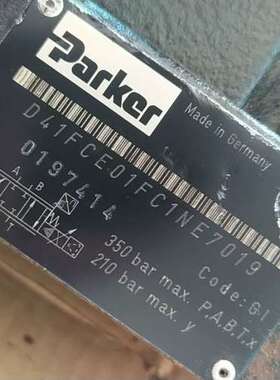 Parker
Made in Germany
D41FCE01FC1NE7019
0197414
Code: G.I
A B
350 bar max. P,A,B,T,x
210 bar max. y